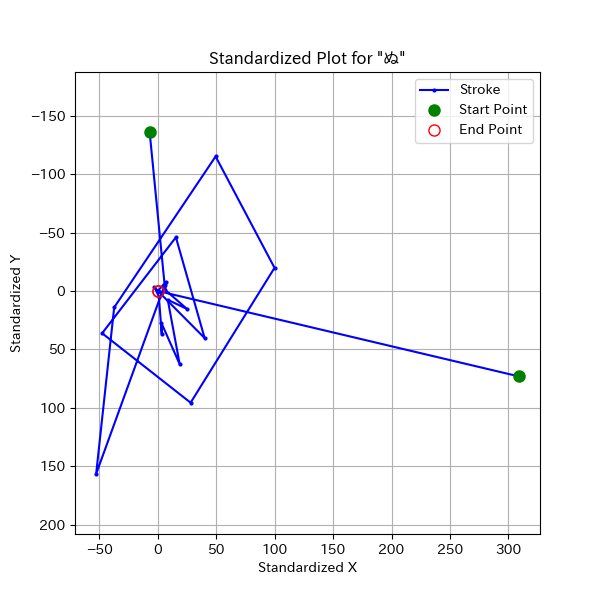 Standardized Plot for "ぬ"
Stroke
Start Point
End Point
Standardized Y
−150
−100
−50
0
50
100
150
200
−50 0 50 100 150 200 250 300
Standardized X